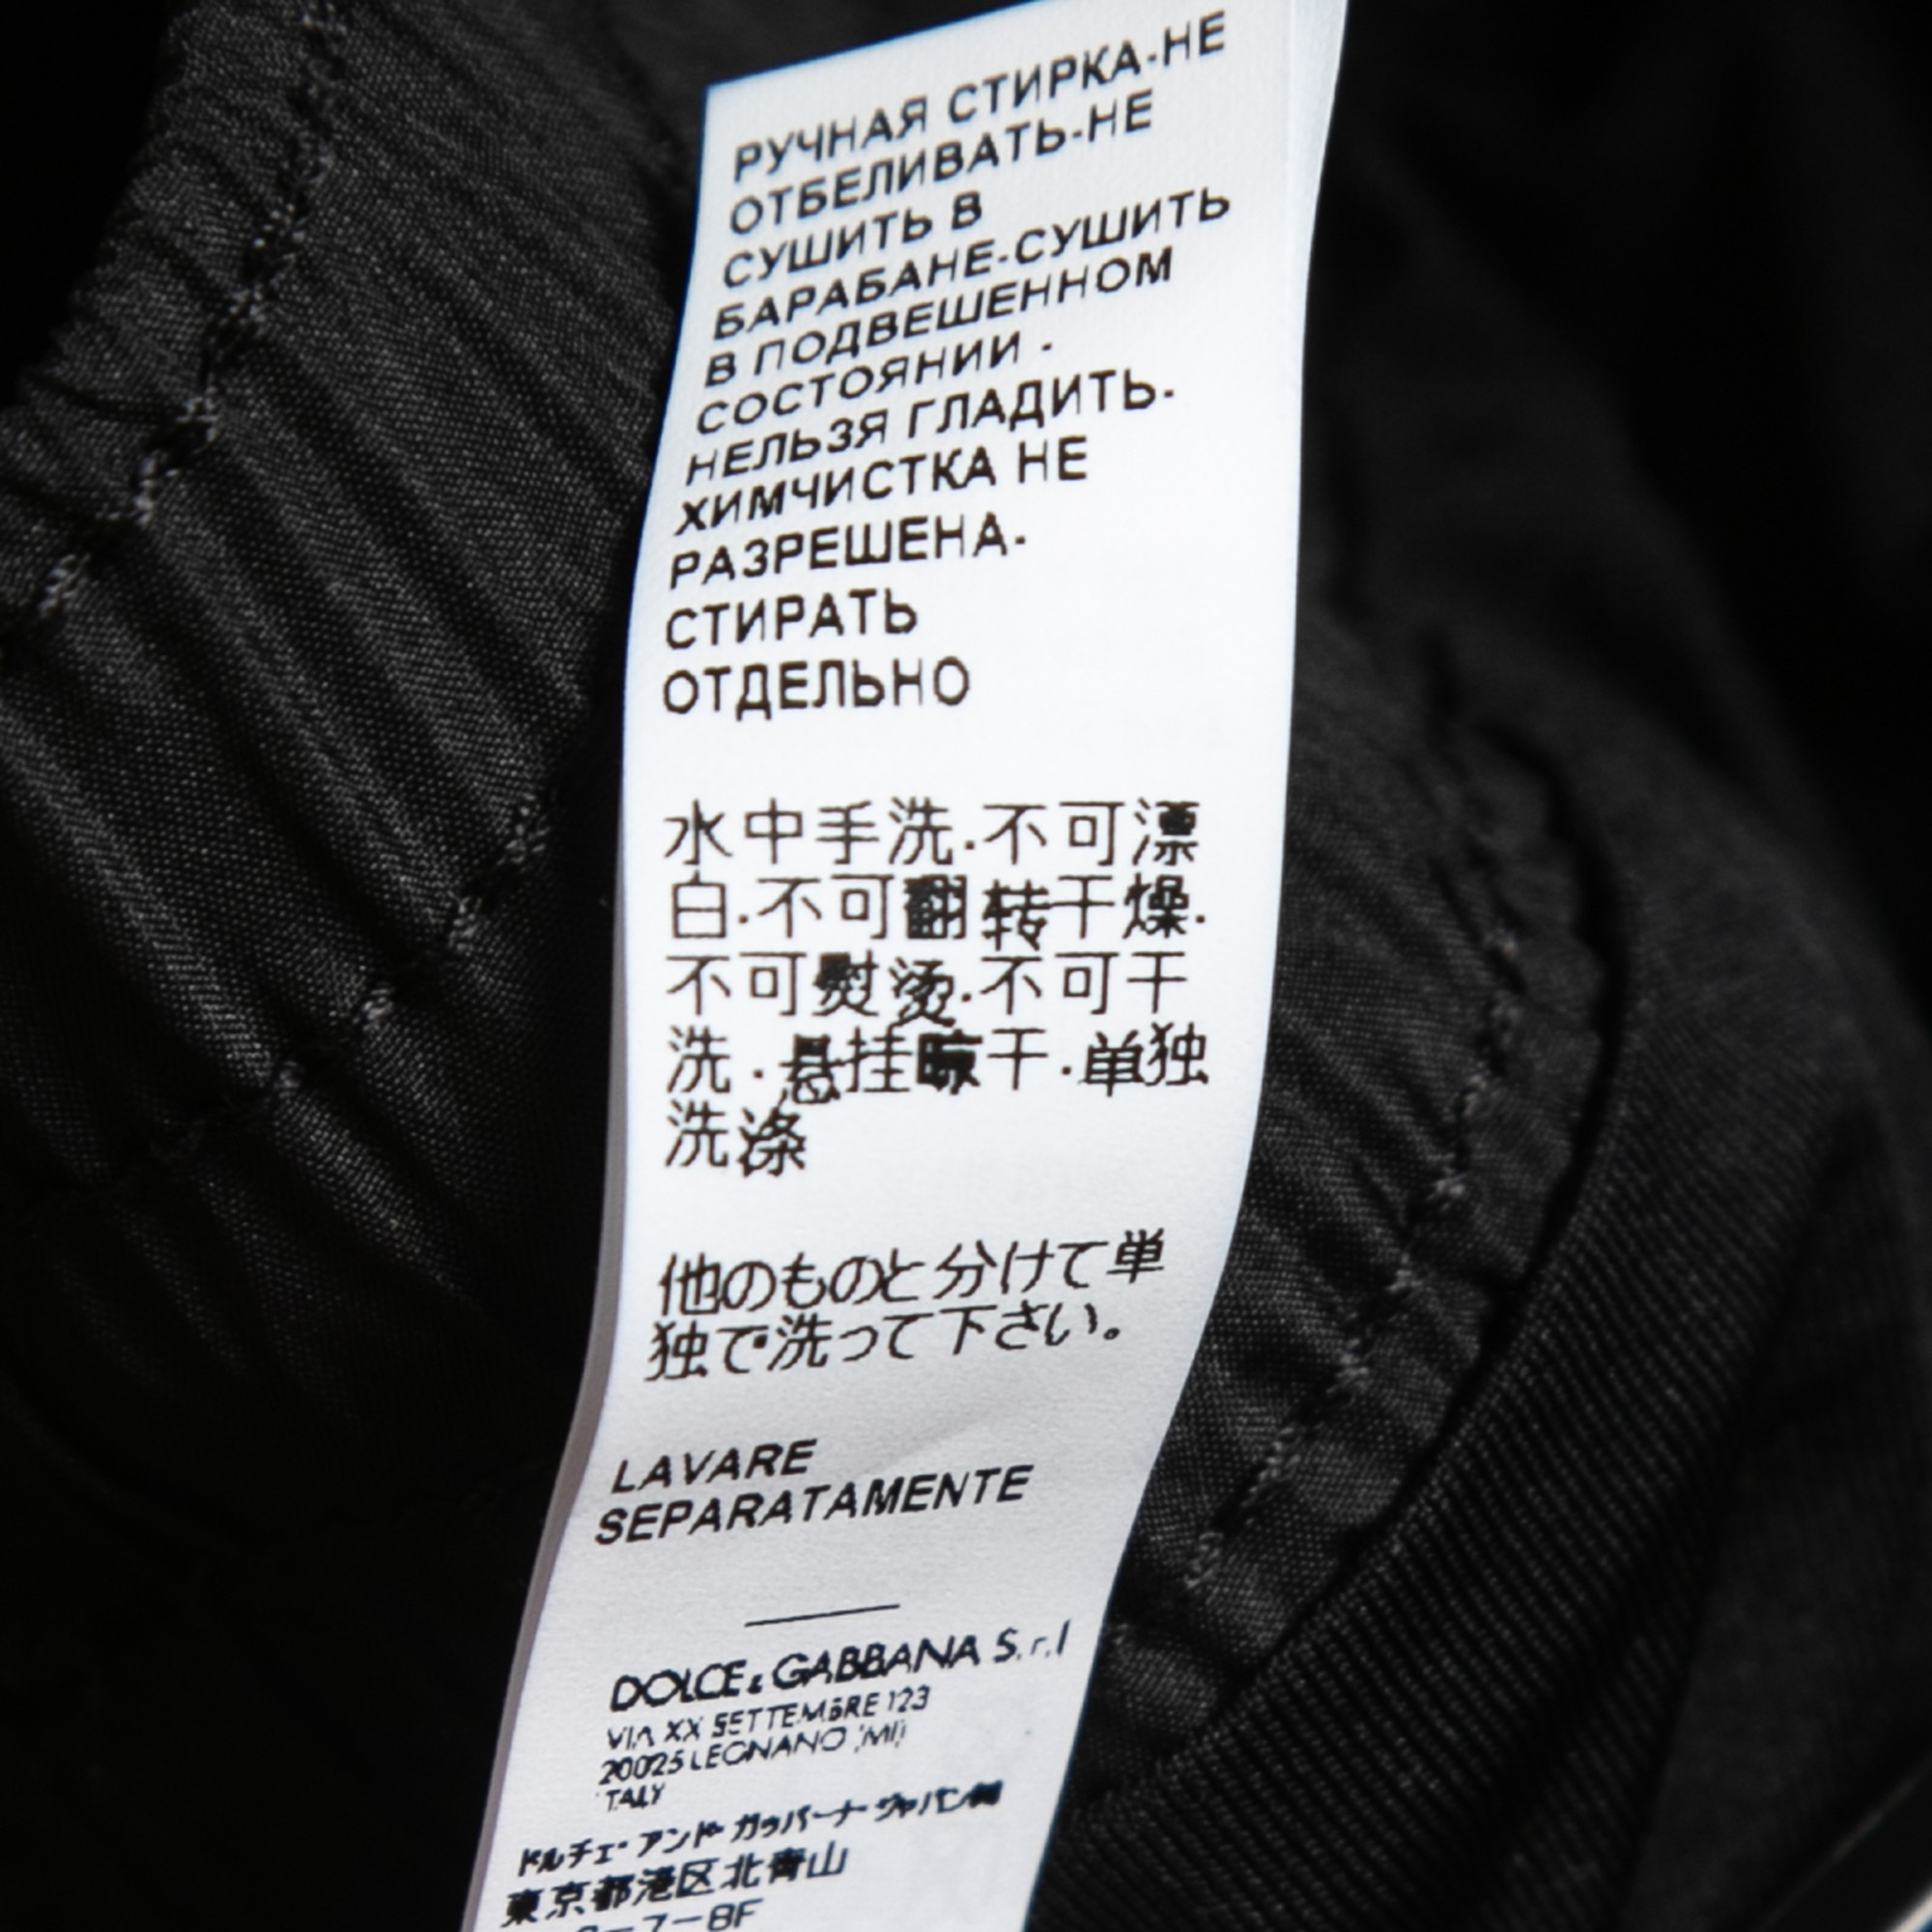 РУЧНАЯ СТИРКА-НЕ
ОТБЕЛИВАТЬ-НЕ
СУШИТЬ В
БАРАБАНЕ-СУШИТЬ
В ПОДВЕШЕННОМ
СОСТОЯНИИ -
НЕЛЬЗЯ ГЛАДИТЬ-
ХИМЧИСТКА НЕ
РАЗРЕШЕНА-
СТИРАТЬ
ОТДЕЛЬНО
水中手洗.不可漂
白.不可翻转干燥.
不可熨烫.不可干
洗.悬挂晾干.单独
洗涤
他のものと分けて単
独で洗って下さい。
LAVARE
SEPARATAMENTE
DOLCE & GABBANA S.r.l
VIA XX SETTEMBRE 123
20025 LEGNANO (MI)
ITALY
ドルチェ・アンド ガッバーナ ジャパン㈱
東京都港区北青山
-7-8F